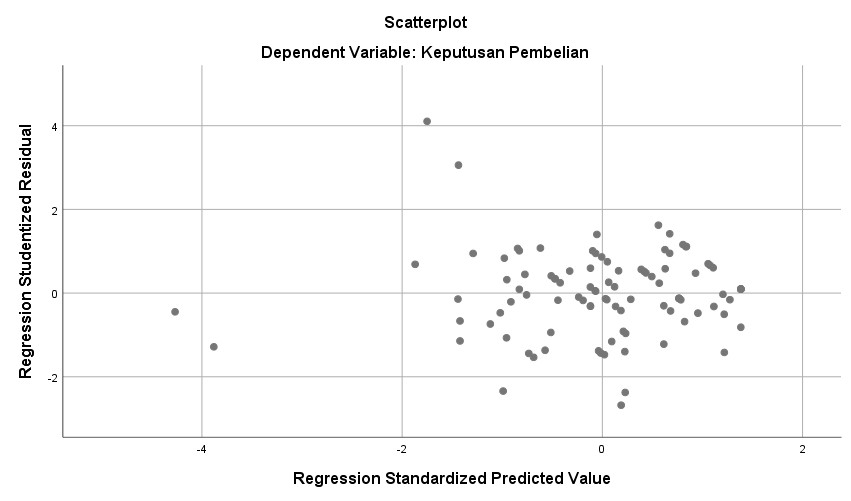 Scatterplot
Dependent Variable: Keputusan Pembelian
Regression Studentized Residual
4
2
0
-2
-4
-2
0
2
Regression Standardized Predicted Value